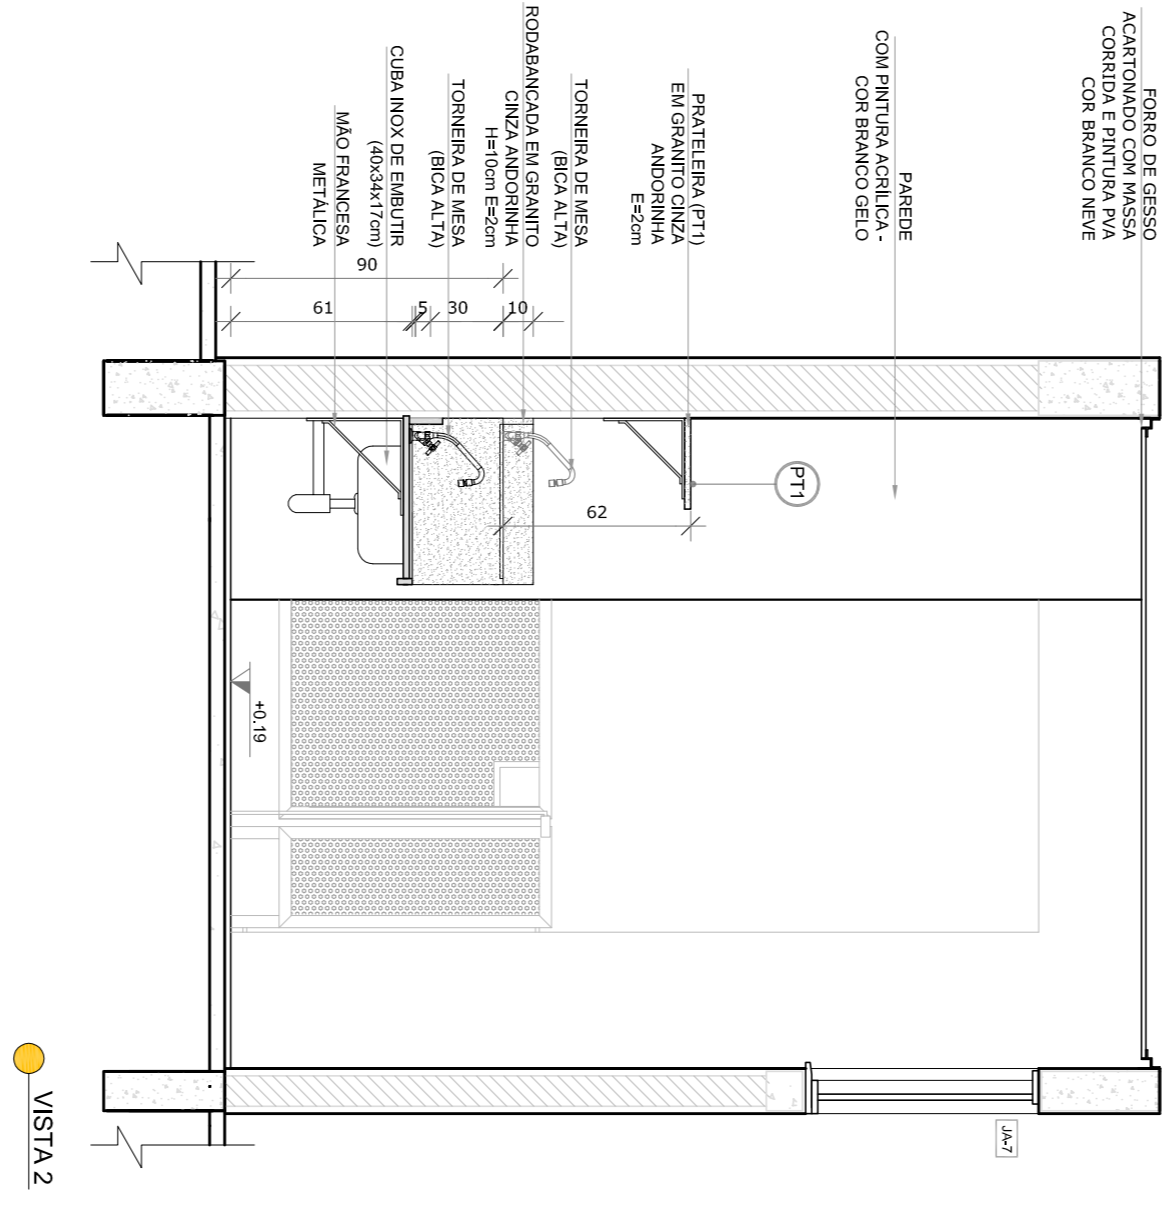 FORRO DE GESSO
ACARTONADO COM MASSA
CORRIDA E PINTURA PVA
COR BRANCO NEVE
PAREDE
COM PINTURA ACRÍLICA -
COR BRANCO GELO
PRATELEIRA (PT1)
EM GRANITO CINZA
ANDORINHA
E=2cm
TORNEIRA DE MESA
(BICA ALTA)
RODABANCADA EM GRANITO
CINZA ANDORINHA
H=10cm E=2cm
TORNEIRA DE MESA
(BICA ALTA)
CUBA INOX DE EMBUTIR
(40x34x17cm)
MÃO FRANCESA
METÁLICA
90
61
5
30
10
62
PT1
+0.19
JA-7
VISTA 2